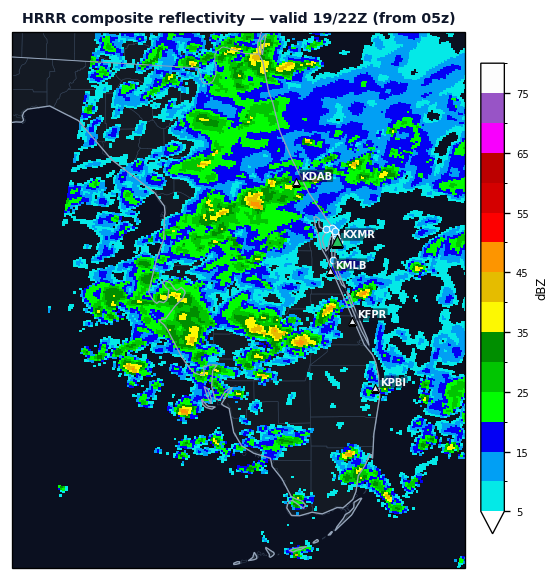 HRRR composite reflectivity — valid 19/22Z (from 05z)
KDAB
KXMR
KMLB
KFPR
KPBI
75
65
55
45
35
25
15
5
dBZ